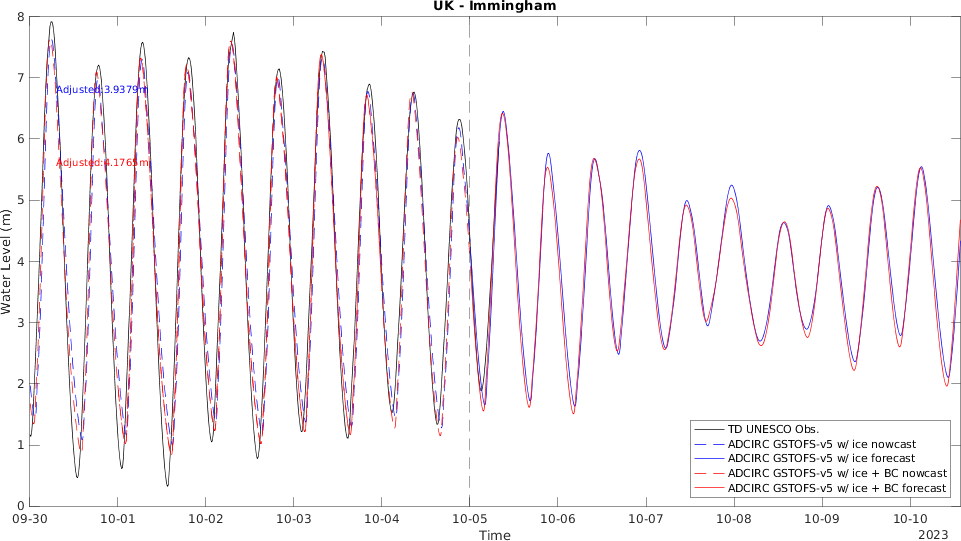 UK - Immingham
8
7
6
5
4
3
2
1
0
Water Level (m)
Adjusted:3.9379m
Adjusted:4.1765m
TD UNESCO Obs.
ADCIRC GSTOFS-v5 w/ ice nowcast
ADCIRC GSTOFS-v5 w/ ice forecast
ADCIRC GSTOFS-v5 w/ ice + BC nowcast
ADCIRC GSTOFS-v5 w/ ice + BC forecast
09-30 10-01 10-02 10-03 10-04 10-05 10-06 10-07 10-08 10-09 10-10
Time
2023